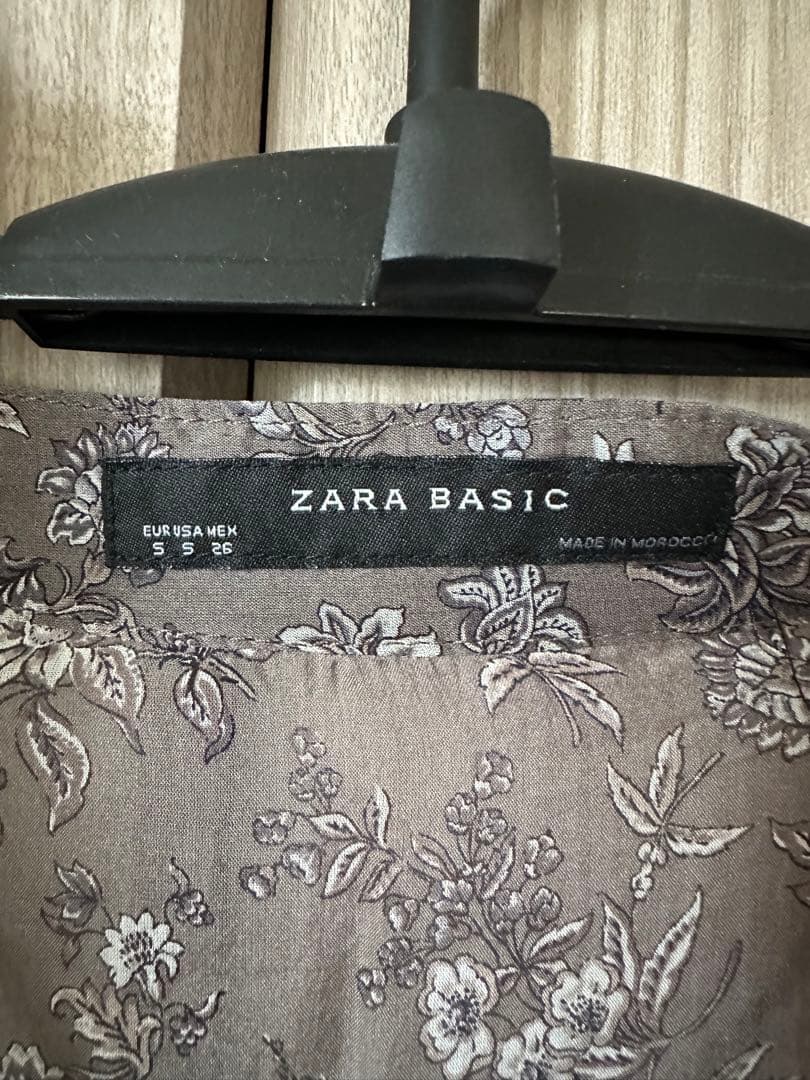 ZARA BASIC
EUR USA MEX
S S 26
MADE IN MOROCCO